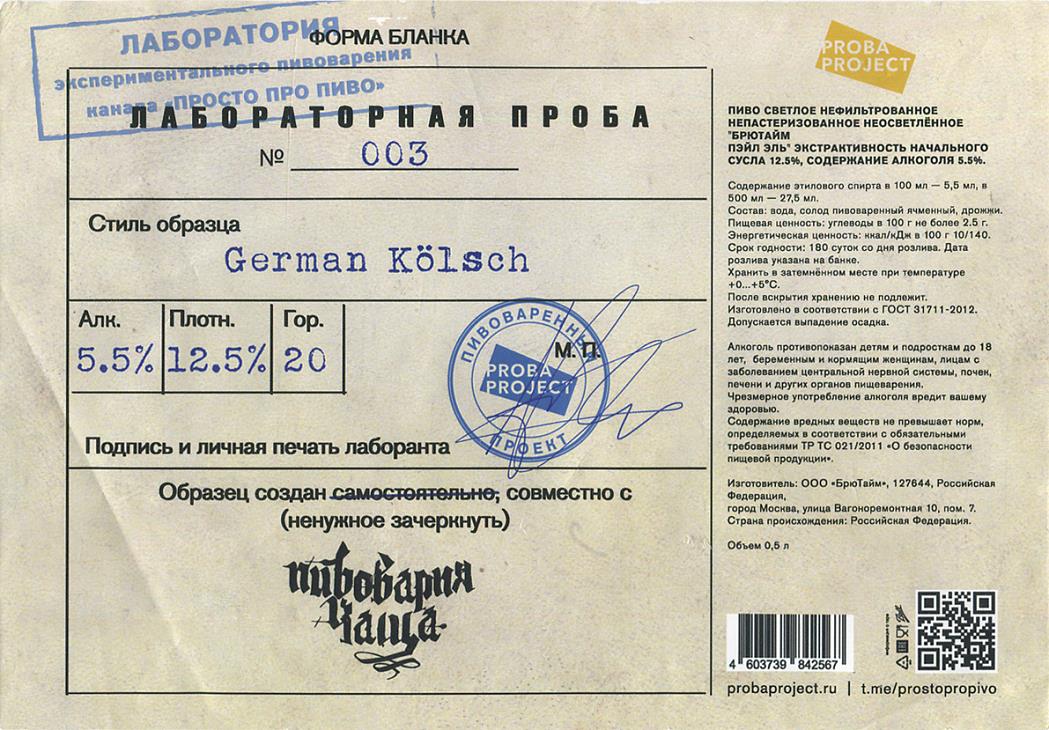 ЛАБОРАТОРИЯ
экспериментального пивоварения
канала «ПРОСТО ПРО ПИВО»
ФОРМА БЛАНКА
ЛАБОРАТОРНАЯ ПРОБА
№ 003
Стиль образца
German Kölsch
Алк. Плотн. Гор.
5.5% 12.5% 20
ПИВОВАРЕННЫЙ
М. П.
PROBA
PROJECT
ПРОЕКТ
Подпись и личная печать лаборанта
Образец создан самостоятельно, совместно с
(ненужное зачеркнуть)
пивоварня
Чаща
PROBA
PROJECT
ПИВО СВЕТЛОЕ НЕФИЛЬТРОВАННОЕ
НЕПАСТЕРИЗОВАННОЕ НЕОСВЕТЛЁННОЕ
"БРЮТАЙМ
ПЭЙЛ ЭЛЬ" ЭКСТРАКТИВНОСТЬ НАЧАЛЬНОГО
СУСЛА 12.5%, СОДЕРЖАНИЕ АЛКОГОЛЯ 5.5%.
Содержание этилового спирта в 100 мл — 5,5 мл, в
500 мл — 27,5 мл.
Состав: вода, солод пивоваренный ячменный, дрожжи.
Пищевая ценность: углеводы в 100 г не более 2.5 г.
Энергетическая ценность: ккал/кДж в 100 г 10/140.
Срок годности: 180 суток со дня розлива. Дата
розлива указана на банке.
Хранить в затемнённом месте при температуре
+0...+5°C.
После вскрытия хранению не подлежит.
Изготовлено в соответствии с ГОСТ 31711-2012.
Допускается выпадение осадка.
Алкоголь противопоказан детям и подросткам до 18
лет, беременным и кормящим женщинам, лицам с
заболеванием центральной нервной системы, почек,
печени и других органов пищеварения.
Чрезмерное употребление алкоголя вредит вашему
здоровью.
Содержание вредных веществ не превышает норм,
определяемых в соответствии с обязательными
требованиями ТР ТС 021/2011 «О безопасности
пищевой продукции».
Изготовитель: ООО «БрюТайм», 127644, Российская
Федерация,
город Москва, улица Вагоноремонтная 10, пом. 7.
Страна происхождения: Российская Федерация.
Объем 0,5 л
4 603739 842567
probaproject.ru | t.me/prostopropivo